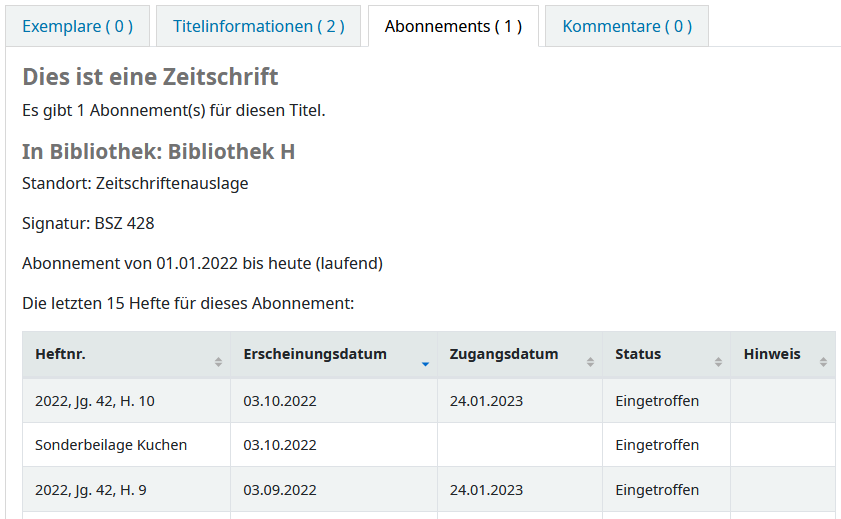 Exemplare ( 0 ) Titelinformationen ( 2 ) Abonnements ( 1 ) Kommentare ( 0 )
Dies ist eine Zeitschrift
Es gibt 1 Abonnement(s) für diesen Titel.
In Bibliothek: Bibliothek H
Standort: Zeitschriftenauslage
Signatur: BSZ 428
Abonnement von 01.01.2022 bis heute (laufend)
Die letzten 15 Hefte für dieses Abonnement:
Heftnr. Erscheinungsdatum Zugangsdatum Status Hinweis
2022, Jg. 42, H. 10 03.10.2022 24.01.2023 Eingetroffen
Sonderbeilage Kuchen 03.10.2022 Eingetroffen
2022, Jg. 42, H. 9 03.09.2022 24.01.2023 Eingetroffen